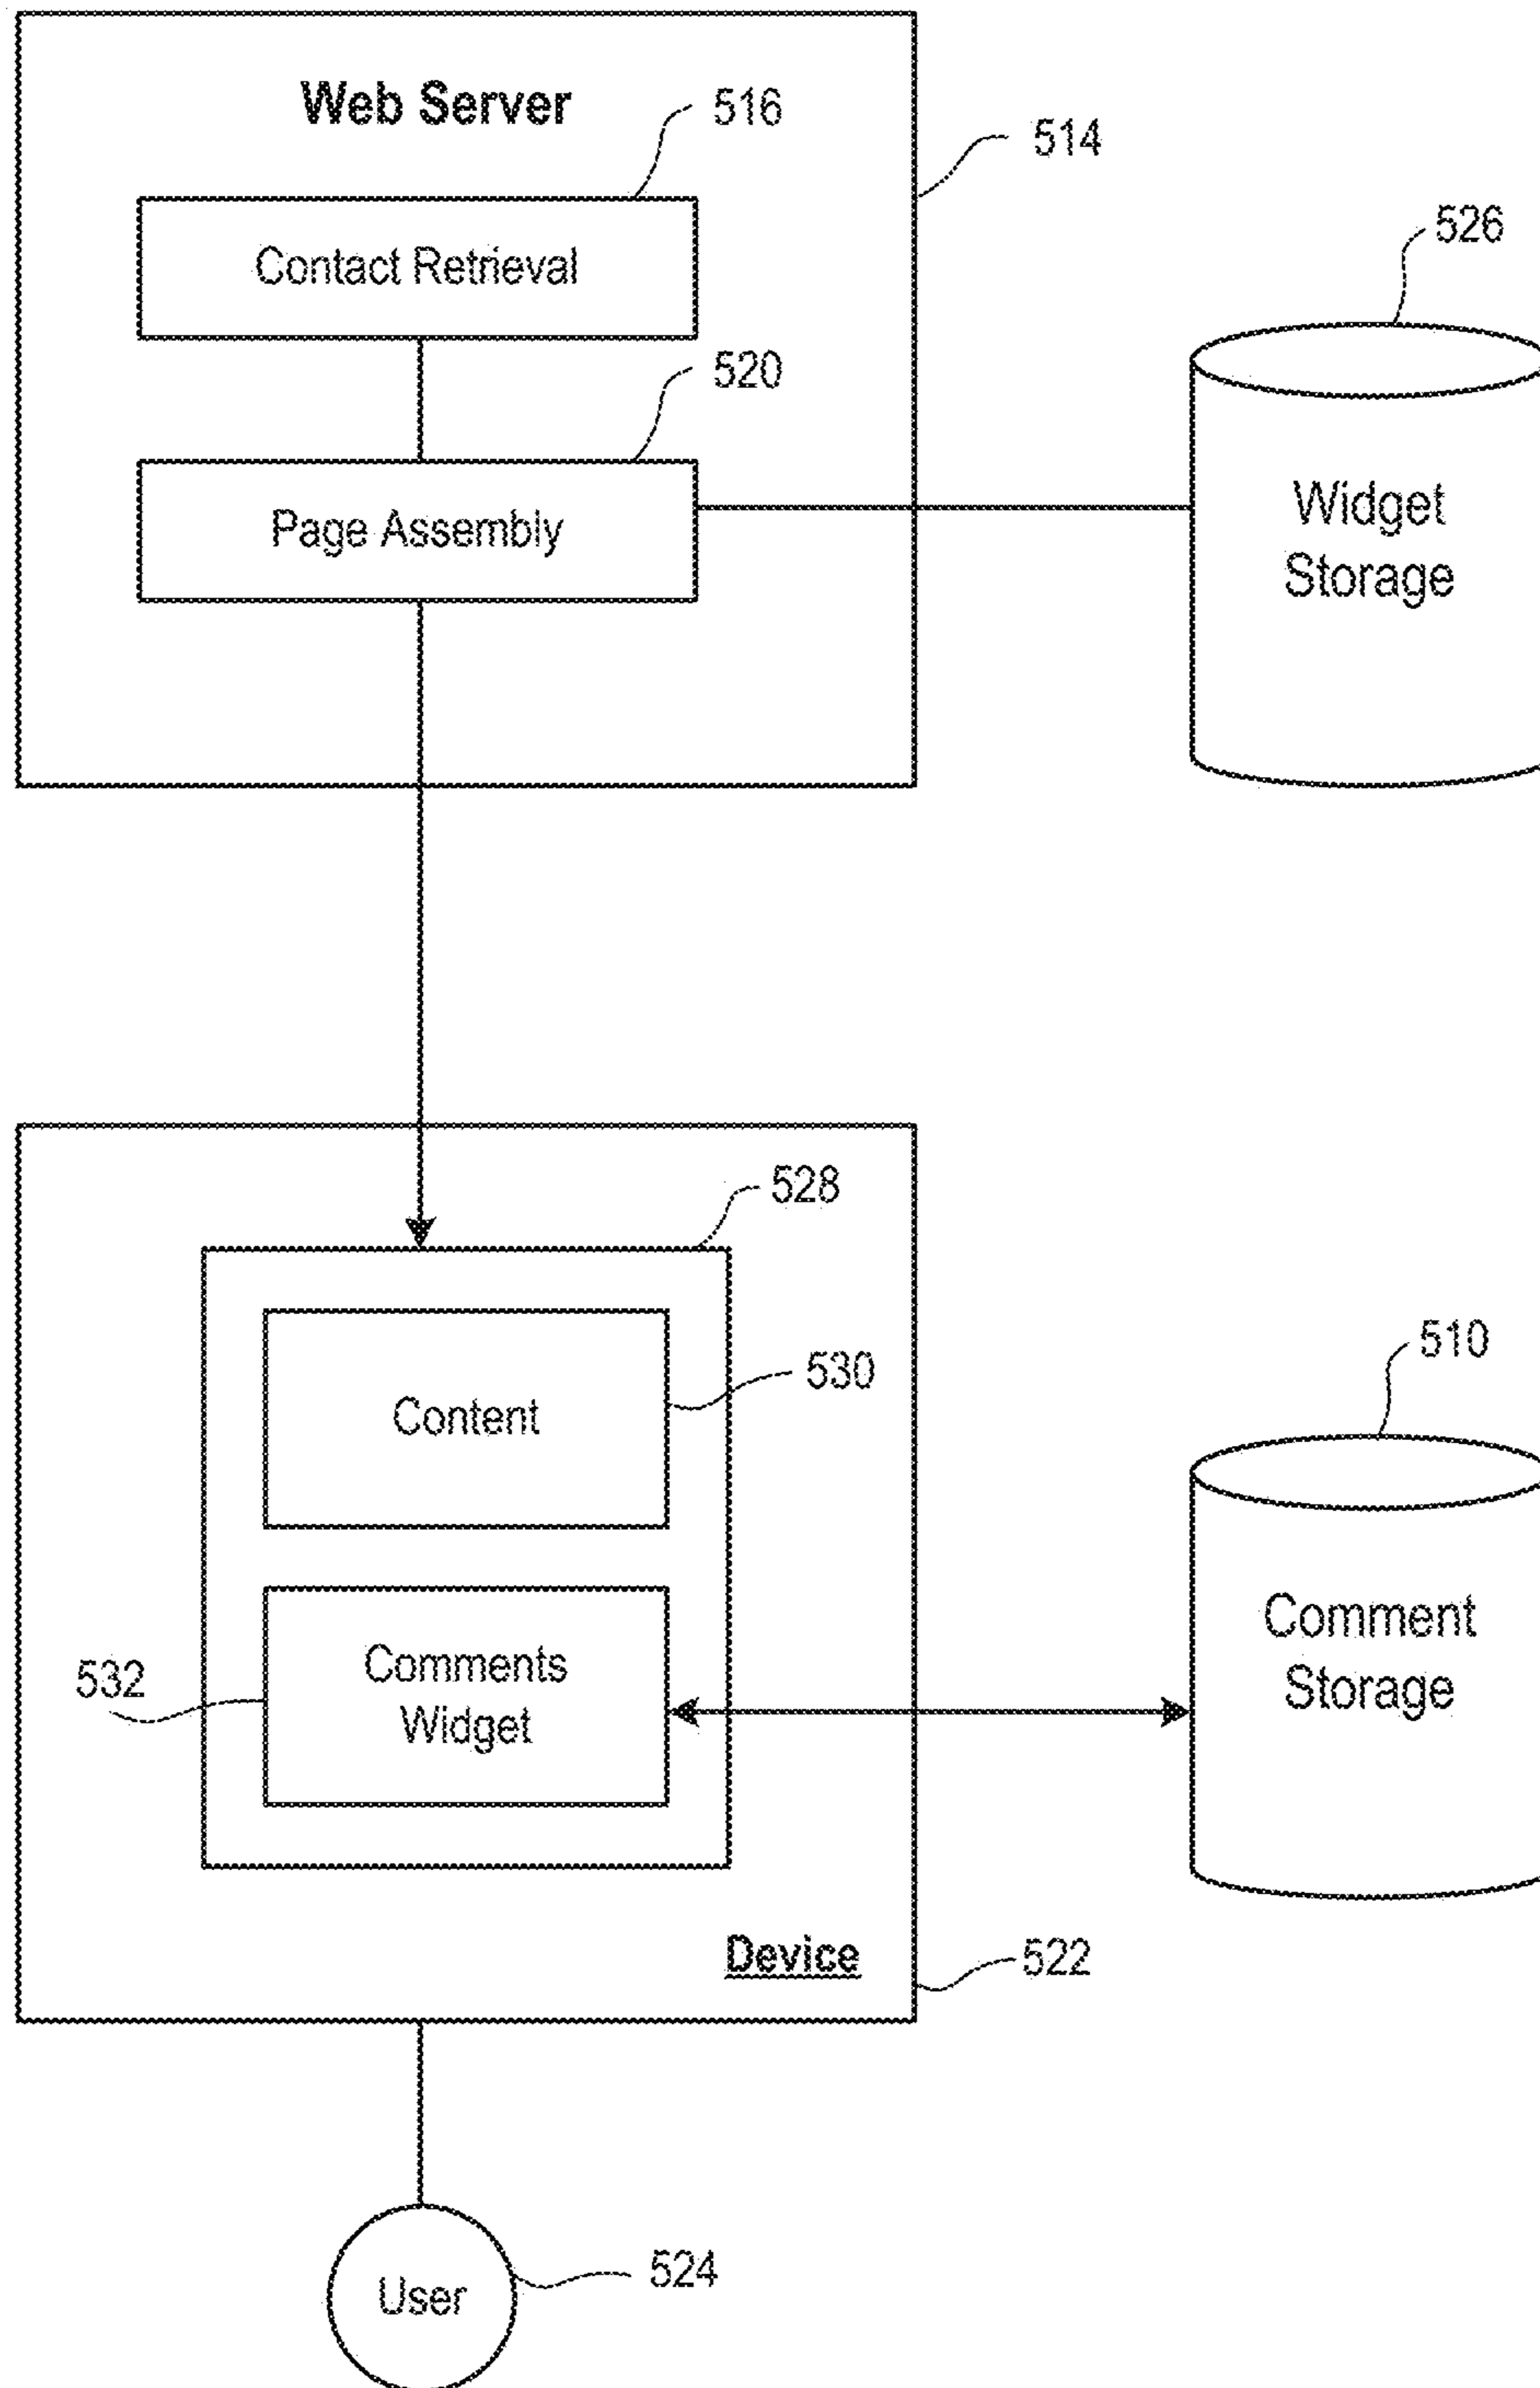 Web Server
516
514
Contact Retrieval
526
520
Page Assembly
Widget
Storage
528
530
Content
510
Comments
Widget
532
Comment
Storage
Device
522
User
524